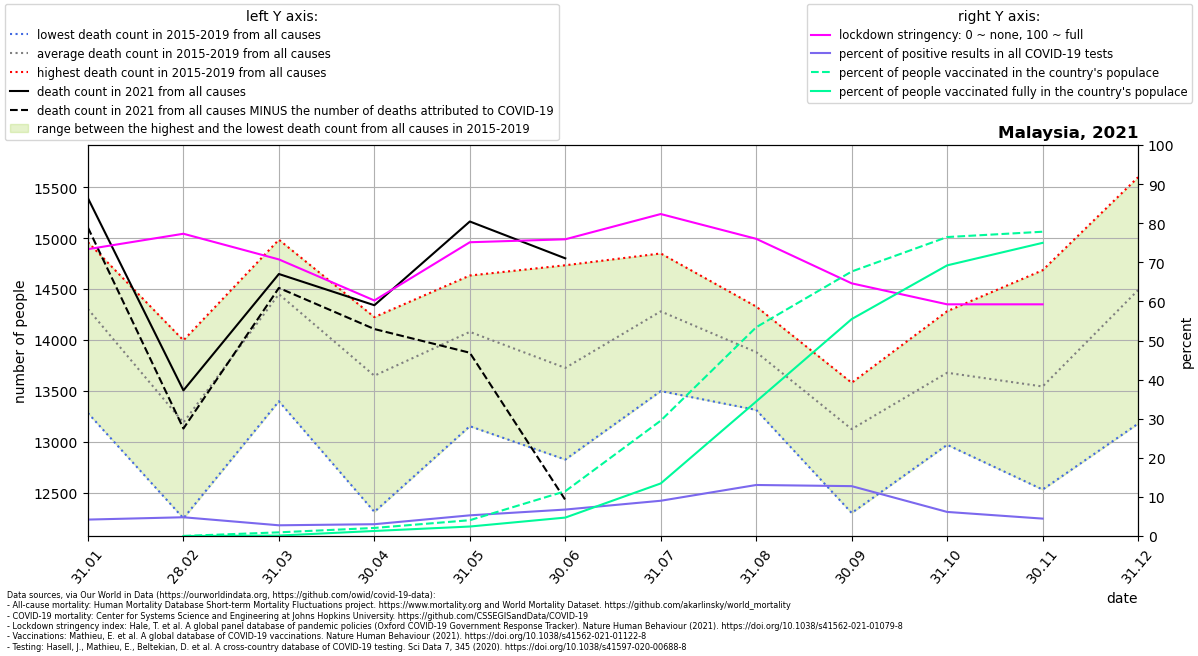 left Y axis:
lowest death count in 2015-2019 from all causes
average death count in 2015-2019 from all causes
highest death count in 2015-2019 from all causes
death count in 2021 from all causes
death count in 2021 from all causes MINUS the number of deaths attributed to COVID-19
range between the highest and the lowest death count from all causes in 2015-2019
right Y axis:
lockdown stringency: 0 ~ none, 100 ~ full
percent of positive results in all COVID-19 tests
percent of people vaccinated in the country's populace
percent of people vaccinated fully in the country's populace
Malaysia, 2021
number of people
15500
15000
14500
14000
13500
13000
12500
100
90
80
70
60
50
40
30
20
10
0
percent
31.01
28.02
31.03
30.04
31.05
30.06
31.07
31.08
30.09
31.10
30.11
31.12
date
Data sources, via Our World in Data (https://ourworldindata.org, https://github.com/owid/covid-19-data):
- All-cause mortality: Human Mortality Database Short-term Mortality Fluctuations project. https://www.mortality.org and World Mortality Dataset. https://github.com/akarlinsky/world_mortality
- COVID-19 mortality: Center for Systems Science and Engineering at Johns Hopkins University. https://github.com/CSSEGISandData/COVID-19
- Lockdown stringency index: Hale, T. et al. A global panel database of pandemic policies (Oxford COVID-19 Government Response Tracker). Nature Human Behaviour (2021). https://doi.org/10.1038/s41562-021-01079-8
- Vaccinations: Mathieu, E. et al. A global database of COVID-19 vaccinations. Nature Human Behaviour (2021). https://doi.org/10.1038/s41562-021-01122-8
- Testing: Hasell, J., Mathieu, E., Beltekian, D. et al. A cross-country database of COVID-19 testing. Sci Data 7, 345 (2020). https://doi.org/10.1038/s41597-020-00688-8